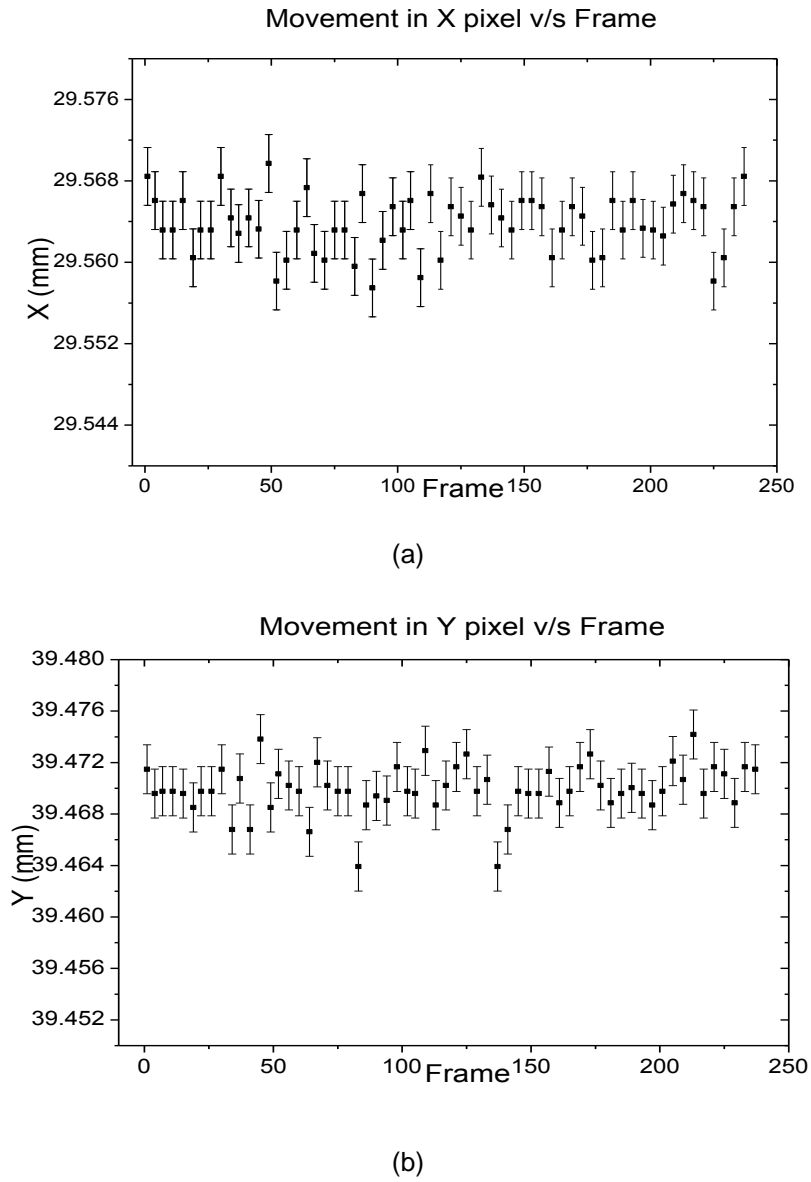 Movement in X pixel v/s Frame
29.576
29.568
29.560
29.552
29.544
X (mm)
0 50 100 150 200 250
Frame
(a)
Movement in Y pixel v/s Frame
39.480
39.476
39.472
39.468
39.464
39.460
39.456
39.452
Y (mm)
0 50 100 150 200 250
Frame
(b)